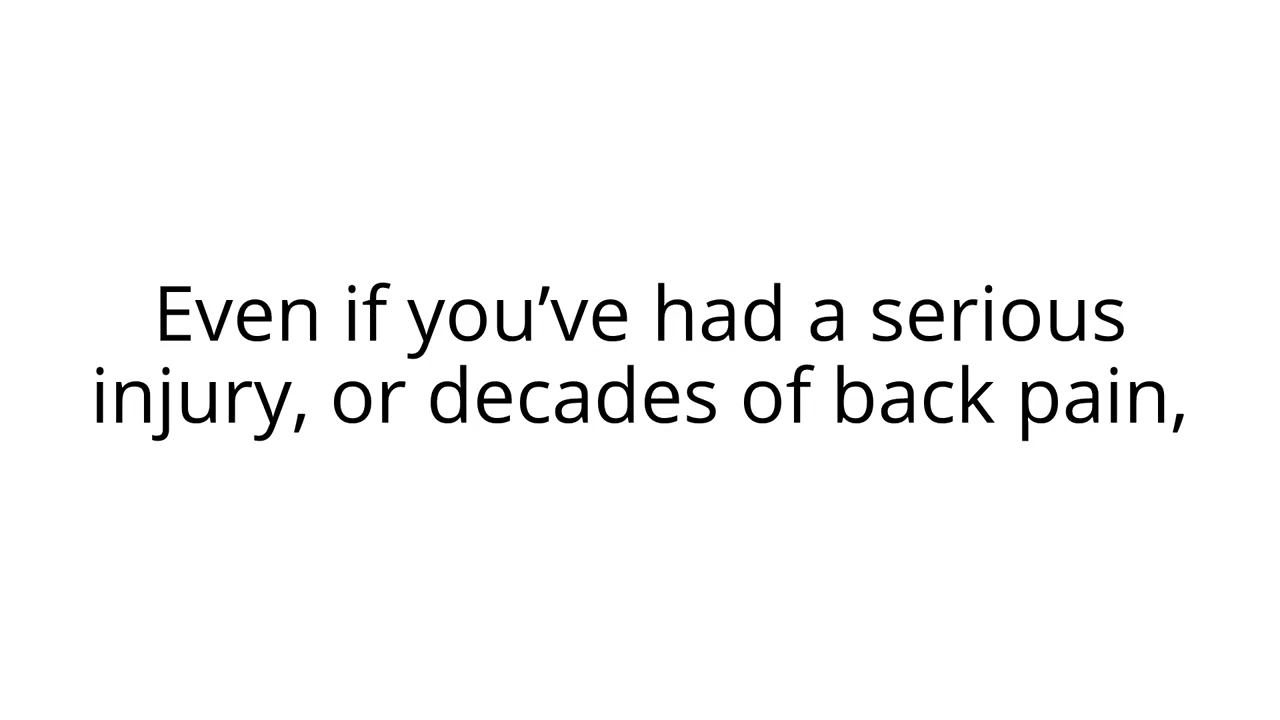 Even if you’ve had a serious
injury, or decades of back pain,